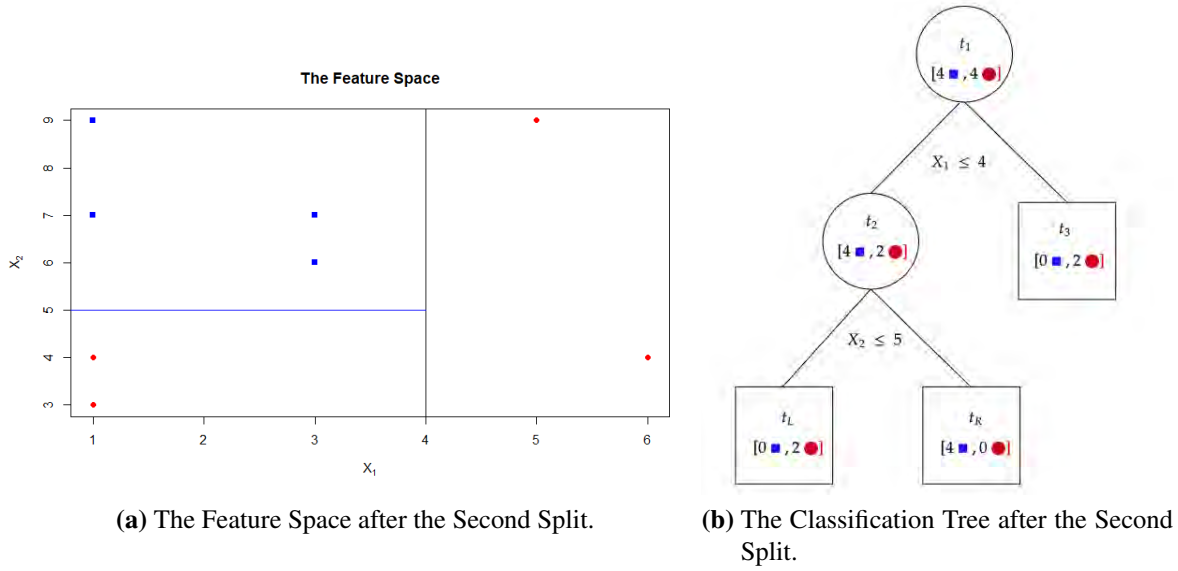 The Feature Space
9
8
7
6
5
4
3
X2
1 2 3 4 5 6
X1
(a) The Feature Space after the Second Split.
t1
[4 ■ , 4 ●]
X1 ≤ 4
t2
[4 ■ , 2 ●]
t3
[0 ■ , 2 ●]
X2 ≤ 5
tL
[0 ■ , 2 ●]
tR
[4 ■ , 0 ●]
(b) The Classification Tree after the Second
Split.